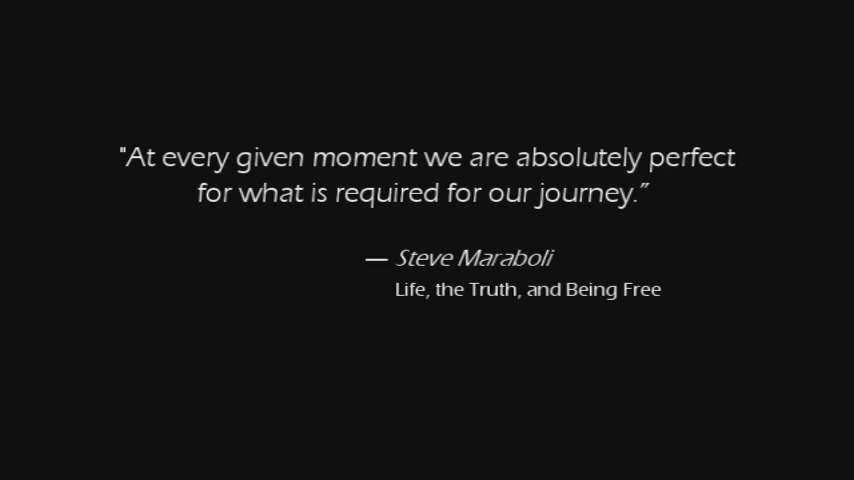 "At every given moment we are absolutely perfect
for what is required for our journey.”
— Steve Maraboli
Life, the Truth, and Being Free